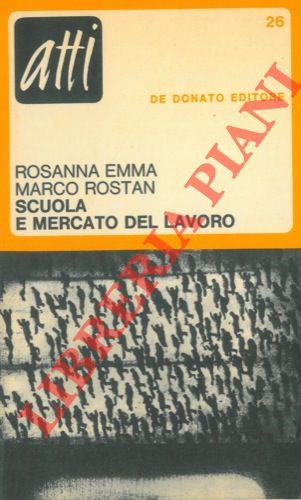 atti
26
DE DONATO EDITORE
ROSANNA EMMA
MARCO ROSTAN
SCUOLA
E MERCATO DEL LAVORO
LIBRERIA PIANI